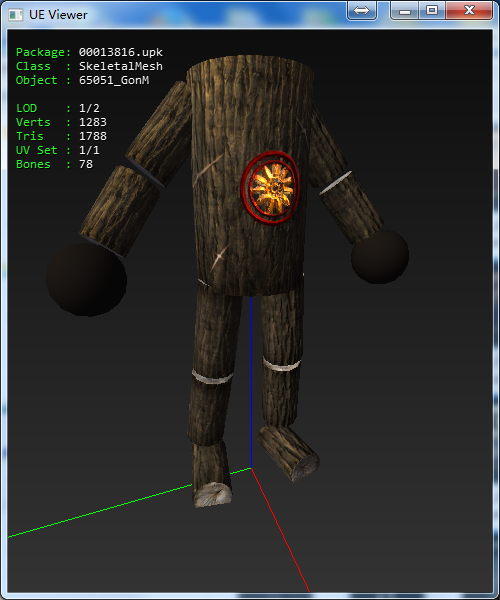 UE Viewer
Package: 00013816.upk
Class  : SkeletalMesh
Object : 65051_GonM
LOD    : 1/2
Verts  : 1283
Tris   : 1788
UV Set : 1/1
Bones  : 78